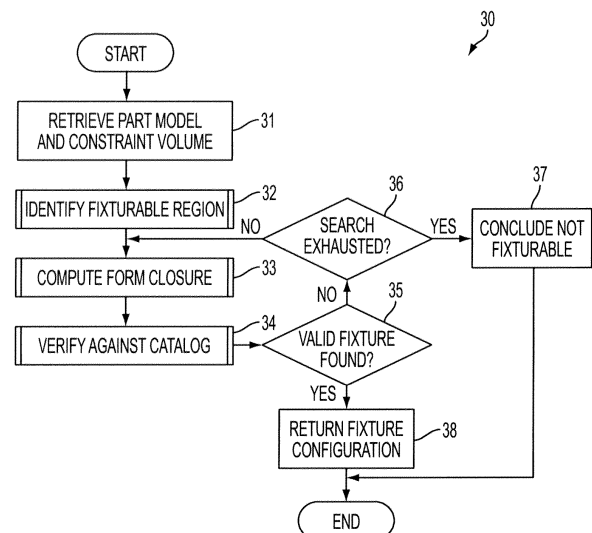 30
START
RETRIEVE PART MODEL
AND CONSTRAINT VOLUME
31
IDENTIFY FIXTURABLE REGION
32
COMPUTE FORM CLOSURE
33
VERIFY AGAINST CATALOG
34
VALID FIXTURE
FOUND?
35
NO
YES
SEARCH
EXHAUSTED?
36
NO
YES
CONCLUDE NOT
FIXTURABLE
37
RETURN FIXTURE
CONFIGURATION
38
END